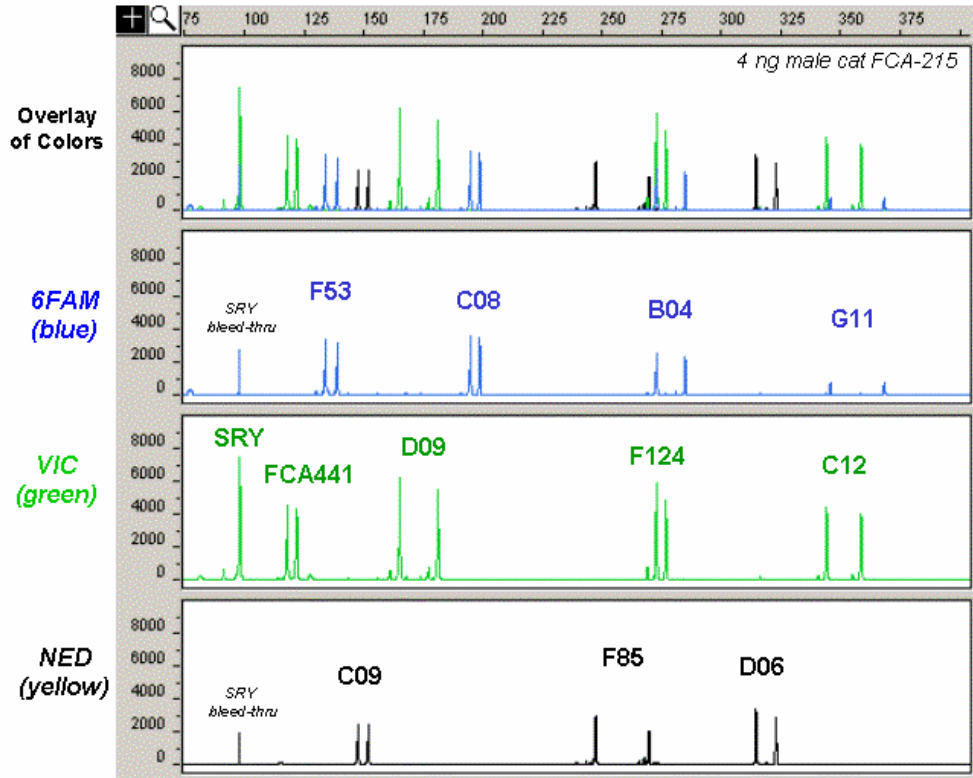 75 100 125 150 175 200 225 250 275 300 325 350 375
4 ng male cat FCA-215
Overlay
of Colors
8000
6000
4000
2000
0
6FAM
(blue)
8000
6000
4000
2000
0
SRY
bleed-thru
F53
C08
B04
G11
VIC
(green)
8000
6000
4000
2000
0
SRY
FCA441
D09
F124
C12
NED
(yellow)
8000
6000
4000
2000
0
SRY
bleed-thru
C09
F85
D06